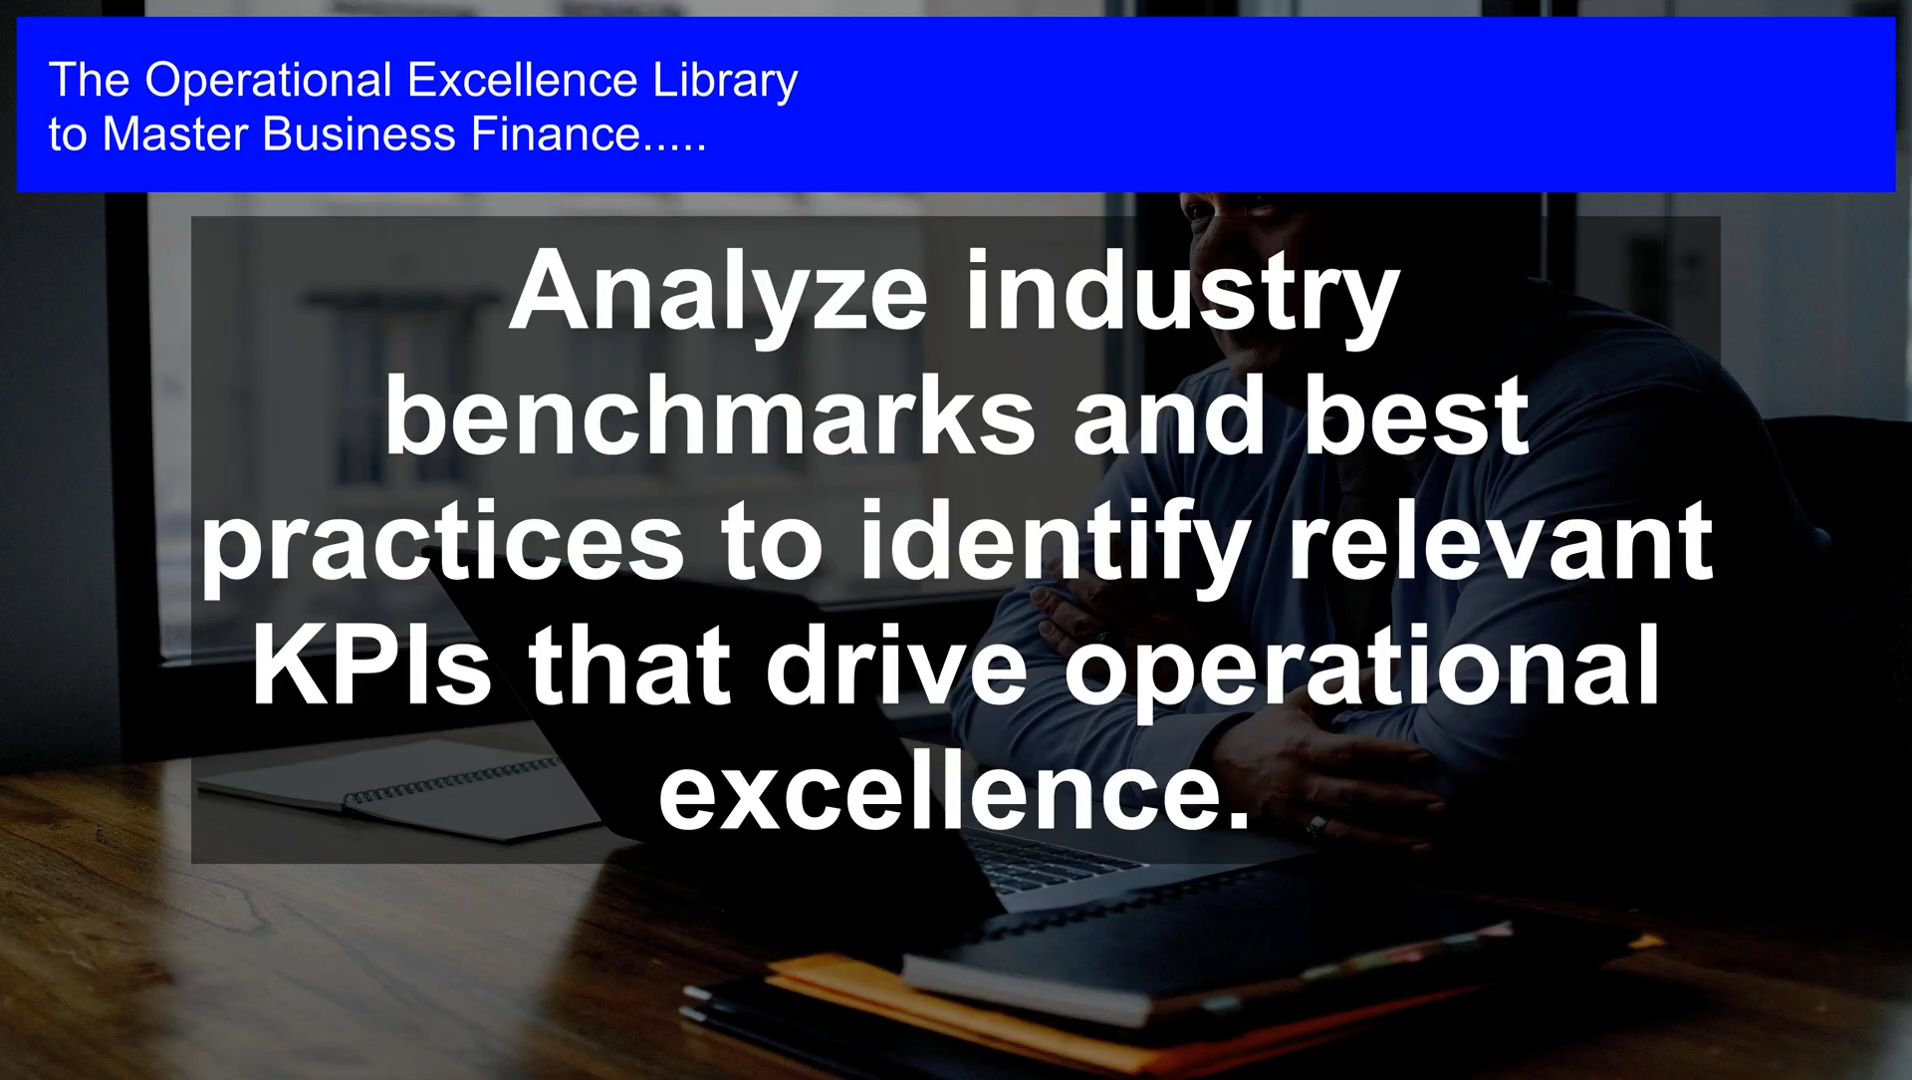 The Operational Excellence Library
to Master Business Finance.....
Analyze industry
benchmarks and best
practices to identify relevant
KPIs that drive operational
excellence.